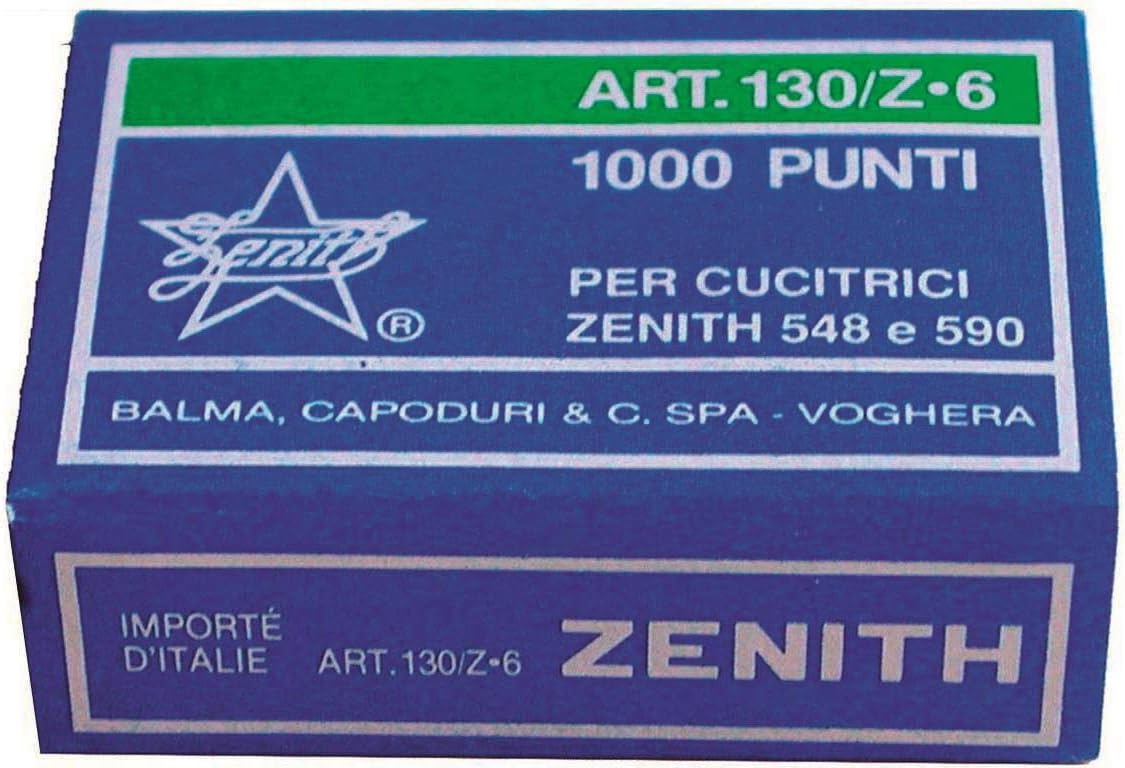 ART. 130/Z•6
1000 PUNTI
Zenith
®
PER CUCITRICI
ZENITH 548 e 590
BALMA, CAPODURI & C. SPA - VOGHERA
IMPORTÉ
D'ITALIE
ART. 130/Z•6
ZENITH